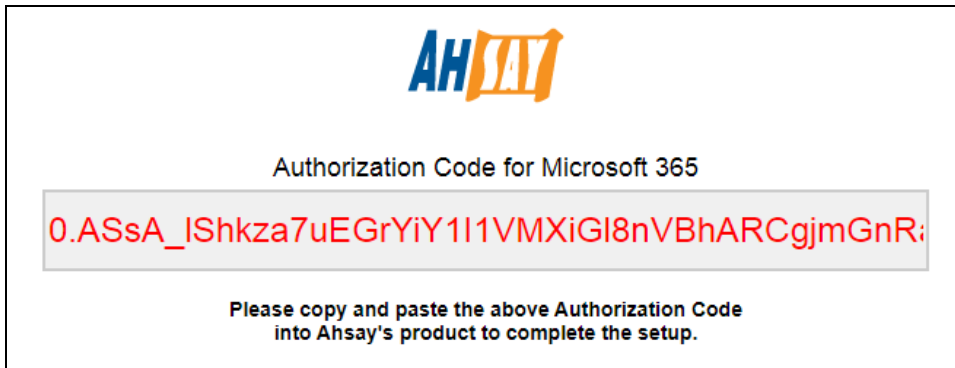 AHSAY
Authorization Code for Microsoft 365
0.ASsA_IShkza7uEGrYiY1I1VMXiGI8nVBhARCgjmGnR
Please copy and paste the above Authorization Code
into Ahsay's product to complete the setup.